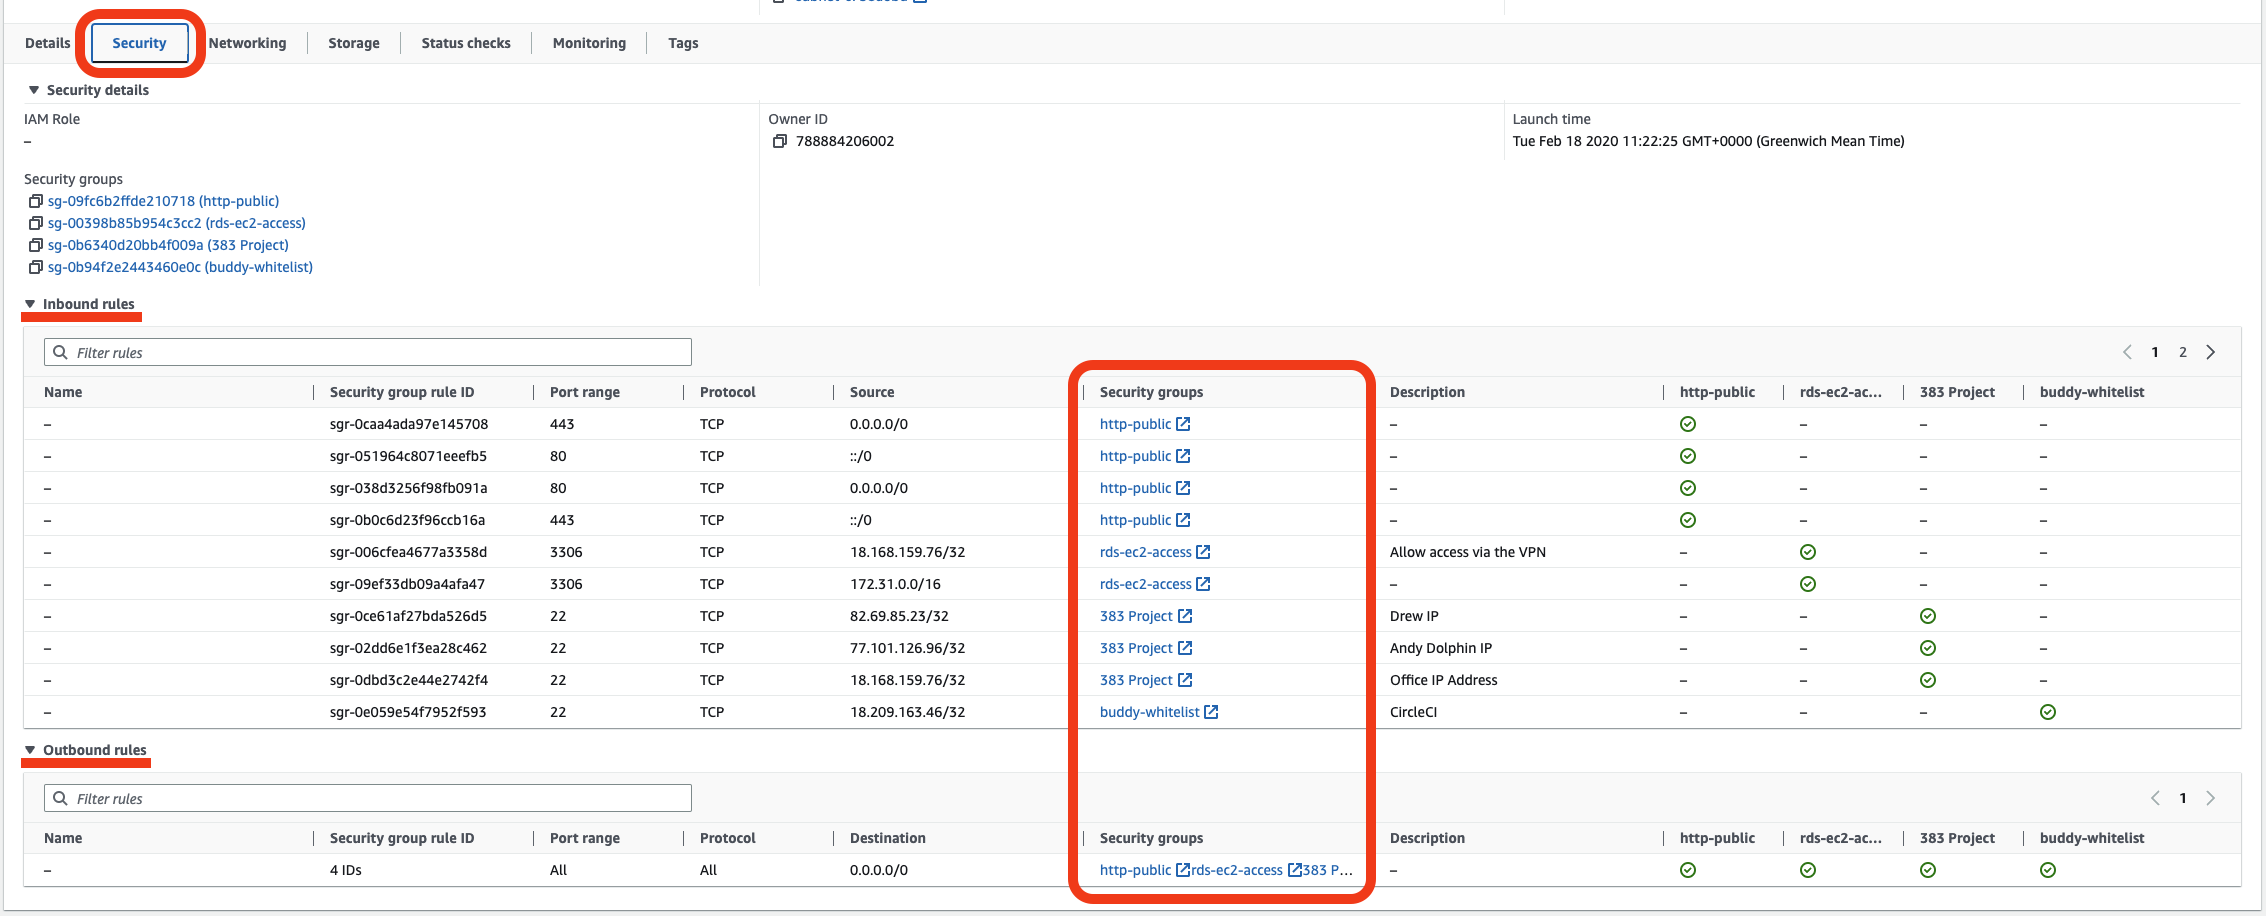 Details Security Networking Storage Status checks Monitoring Tags
Security details
IAM Role Owner ID Launch time
– 788884206002 Tue Feb 18 2020 11:22:25 GMT+0000 (Greenwich Mean Time)
Security groups
sg-09fc6b2ffde210718 (http-public)
sg-00398b85b954c3cc2 (rds-ec2-access)
sg-0b6340d20bb4f009a (383 Project)
sg-0b94f2e2443460e0c (buddy-whitelist)
Inbound rules
Filter rules 1 2
Name Security group rule ID Port range Protocol Source Security groups Description http-public rds-ec2-ac... 383 Project buddy-whitelist
– sgr-0caa4ada97e145708 443 TCP 0.0.0.0/0 http-public – – – –
– sgr-051964c8071eeefb5 80 TCP ::/0 http-public – – – –
– sgr-038d3256f98fb091a 80 TCP 0.0.0.0/0 http-public – – – –
– sgr-0b0c6d23f96ccb16a 443 TCP ::/0 http-public – – – –
– sgr-006cfea4677a3358d 3306 TCP 18.168.159.76/32 rds-ec2-access Allow access via the VPN – – –
– sgr-09ef33db09a4afa47 3306 TCP 172.31.0.0/16 rds-ec2-access – – – –
– sgr-0ce61af27bda526d5 22 TCP 82.69.85.23/32 383 Project Drew IP – – –
– sgr-02dd6e1f3ea28c462 22 TCP 77.101.126.96/32 383 Project Andy Dolphin IP – – –
– sgr-0dbd3c2e44e2742f4 22 TCP 18.168.159.76/32 383 Project Office IP Address – – –
– sgr-0e059e54f7952f593 22 TCP 18.209.163.46/32 buddy-whitelist CircleCI – – –
Outbound rules
Filter rules 1
Name Security group rule ID Port range Protocol Destination Security groups Description http-public rds-ec2-ac... 383 Project buddy-whitelist
– 4 IDs All All 0.0.0.0/0 http-public rds-ec2-access 383 P... –